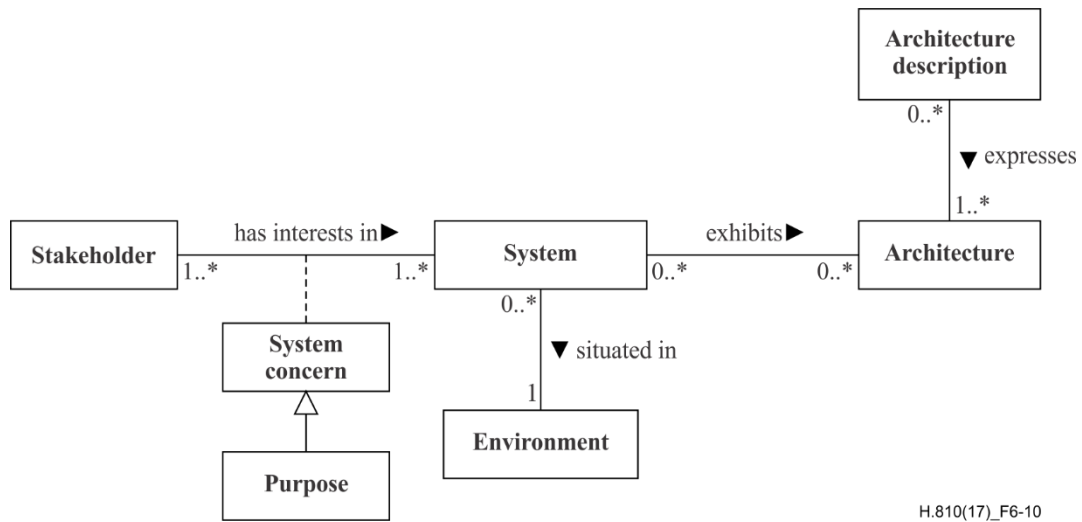 Architecture
description
0..*
▼ expresses
1..*
Stakeholder
has interests in►
1..*
1..*
System
exhibits►
0..*
0..*
Architecture
0..*
▼ situated in
1
System
concern
Environment
Purpose
H.810(17)_F6-10